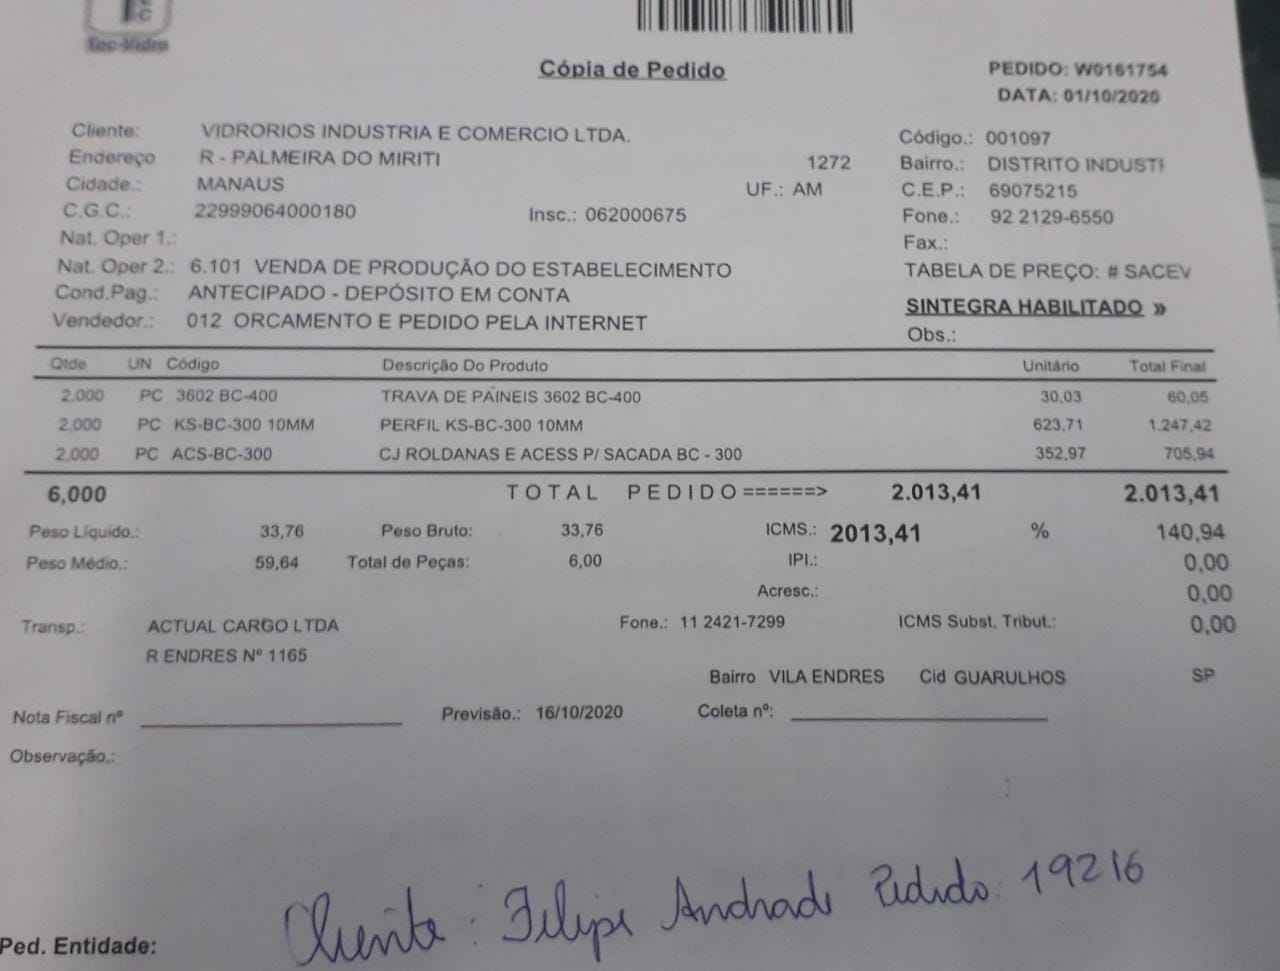 Tec-Vidro
Cópia de Pedido
PEDIDO: W0161754
DATA: 01/10/2020
Cliente: VIDRORIOS INDUSTRIA E COMERCIO LTDA. Código.: 001097
Endereço R - PALMEIRA DO MIRITI 1272 Bairro.: DISTRITO INDUSTI
Cidade.: MANAUS UF.: AM C.E.P.: 69075215
C.G.C.: 22999064000180 Insc.: 062000675 Fone.: 92 2129-6550
Nat. Oper 1.: Fax.:
Nat. Oper 2.: 6.101 VENDA DE PRODUÇÃO DO ESTABELECIMENTO TABELA DE PREÇO: # SACEV
Cond.Pag.: ANTECIPADO - DEPÓSITO EM CONTA SINTEGRA HABILITADO »
Vendedor.: 012 ORCAMENTO E PEDIDO PELA INTERNET Obs.:
Qtde UN Código Descrição Do Produto Unitário Total Final
2,000 PC 3602 BC-400 TRAVA DE PAINEIS 3602 BC-400 30,03 60,05
2,000 PC KS-BC-300 10MM PERFIL KS-BC-300 10MM 623,71 1.247,42
2,000 PC ACS-BC-300 CJ ROLDANAS E ACESS P/ SACADA BC - 300 352,97 705,94
6,000 TOTAL PEDIDO ======> 2.013,41 2.013,41
Peso Líquido.: 33,76 Peso Bruto: 33,76 ICMS.: 2013,41 % 140,94
Peso Médio.: 59,64 Total de Peças: 6,00 IPI.: 0,00
Acresc.: 0,00
Transp.: ACTUAL CARGO LTDA Fone.: 11 2421-7299 ICMS Subst. Tribut.: 0,00
R ENDRES Nº 1165
Bairro VILA ENDRES Cid GUARULHOS SP
Nota Fiscal nº Previsão.: 16/10/2020 Coleta nº:
Observação.:
Cliente: Filipe Andrade Pedido: 19216
Ped. Entidade: